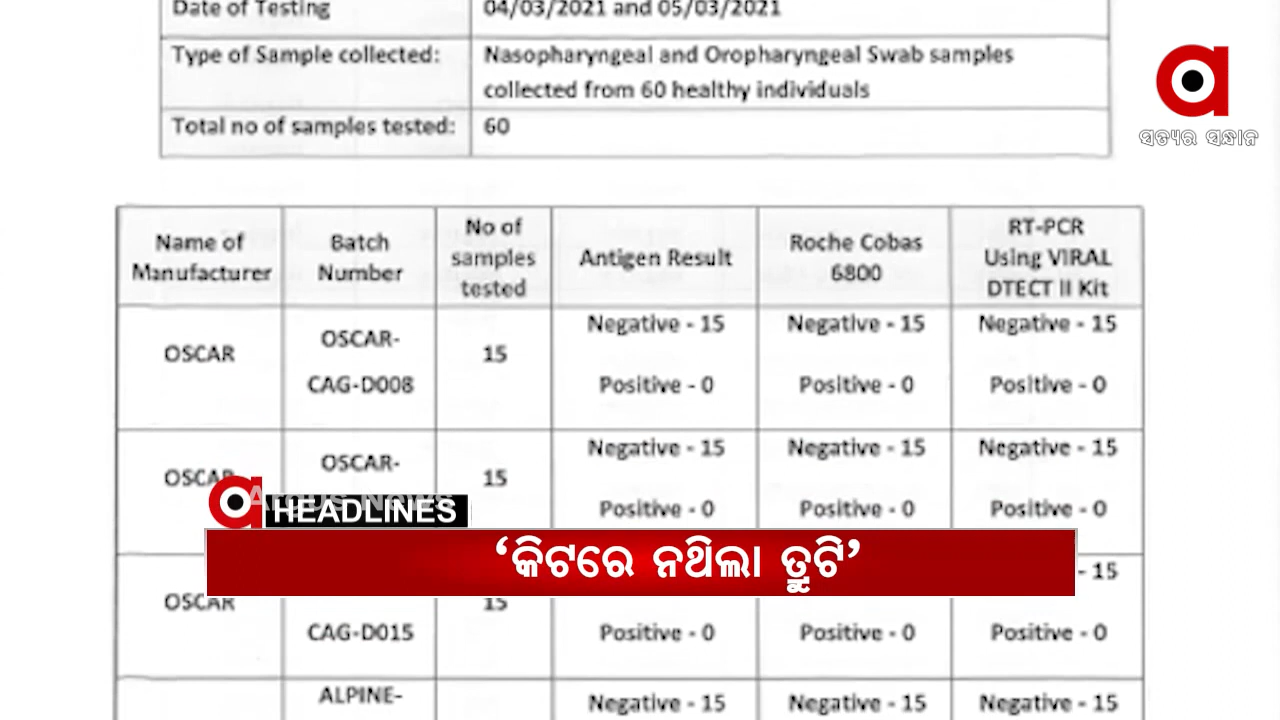 Date of Testing 04/03/2021 and 05/03/2021
Type of Sample collected: Nasopharyngeal and Oropharyngeal Swab samples
collected from 60 healthy individuals
Total no of samples tested: 60
ସତ୍ୟର ସନ୍ଧାନ
Name of Manufacturer Batch Number No of samples tested Antigen Result Roche Cobas 6800 RT-PCR Using VIRAL DTECT II Kit
Negative - 15 Negative - 15 Negative - 15
OSCAR OSCAR- 15
CAG-D008 Positive - 0 Positive - 0 Positive - 0
Negative - 15 Negative - 15 Negative - 15
OSCAR OSCAR- 15
Positive - 0 Positive - 0 Positive - 0
ARGUS NEWS
HEADLINES
‘କିଟରେ ନଥିଲା ତ୍ରୁଟି’
- 15
OSCAR 15
CAG-D015 Positive - 0 Positive - 0 Positive - 0
ALPINE-
Negative - 15 Negative - 15 Negative - 15